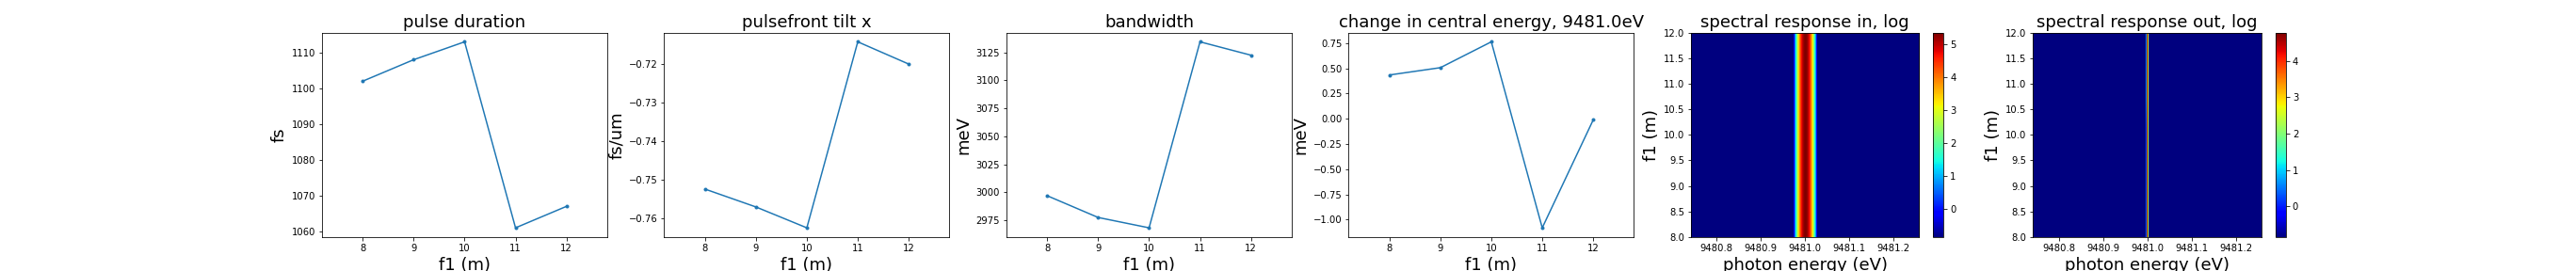 pulse duration
fs
1110
1100
1090
1080
1070
1060
8 9 10 11 12
f1 (m)
pulsefront tilt x
fs/um
−0.72
−0.73
−0.74
−0.75
−0.76
8 9 10 11 12
f1 (m)
bandwidth
meV
3125
3100
3075
3050
3025
3000
2975
8 9 10 11 12
f1 (m)
change in central energy, 9481.0eV
meV
0.75
0.50
0.25
0.00
−0.25
−0.50
−0.75
−1.00
8 9 10 11 12
f1 (m)
spectral response in, log
f1 (m)
12.0
11.5
11.0
10.5
10.0
9.5
9.0
8.5
8.0
9480.8 9480.9 9481.0 9481.1 9481.2
photon energy (eV)
5
4
3
2
1
0
spectral response out, log
f1 (m)
12.0
11.5
11.0
10.5
10.0
9.5
9.0
8.5
8.0
9480.8 9480.9 9481.0 9481.1 9481.2
photon energy (eV)
4
3
2
1
0